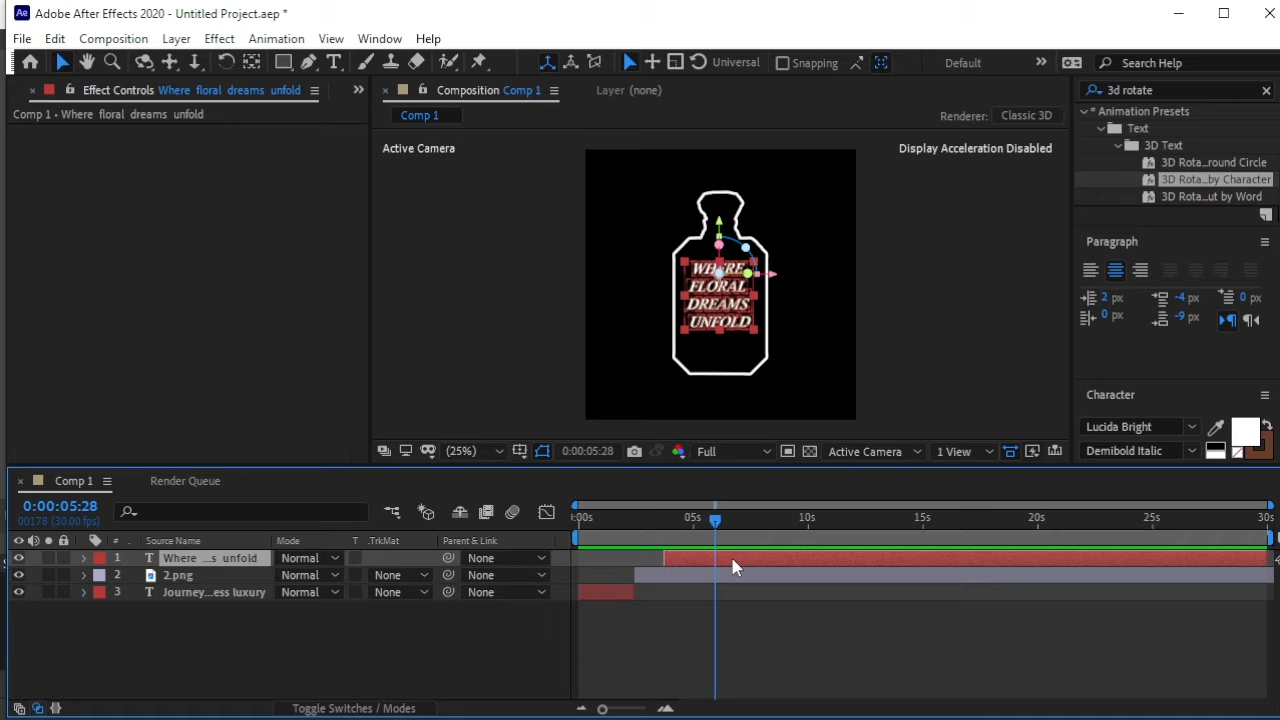 Adobe After Effects 2020 - Untitled Project.aep *
File Edit Composition Layer Effect Animation View Window Help
Universal Snapping Default Search Help
Effect Controls Where floral dreams unfold
Comp 1 • Where floral dreams unfold
Composition Comp 1
Layer (none)
Comp 1
Renderer: Classic 3D
Active Camera
Display Acceleration Disabled
WHERE
FLORAL
DREAMS
UNFOLD
(25%) 0:00:05:28 Full Active Camera 1 View
3d rotate
* Animation Presets
Text
3D Text
3D Rota...round Circle
3D Rota...by Character
3D Rota...ut by Word
Paragraph
2 px -4 px 0 px
0 px -9 px
Character
Lucida Bright
Demibold Italic
Comp 1 Render Queue
0:00:05:28
00178 (30.00 fps)
:00s 05s 10s 15s 20s 25s 30s
# Source Name Mode T .TrkMat Parent & Link
1 T Where ...s unfold Normal None
2 2.png Normal None None
3 T Journey...ess luxury Normal None None
Toggle Switches / Modes